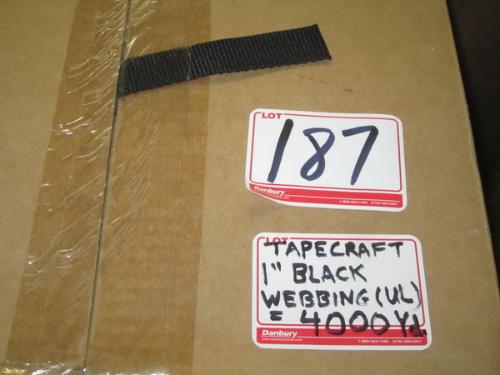 LOT
187
Danbury
LOT
TAPECRAFT
1" BLACK
WEBBING (UL)
= 4000 Yd.
Danbury